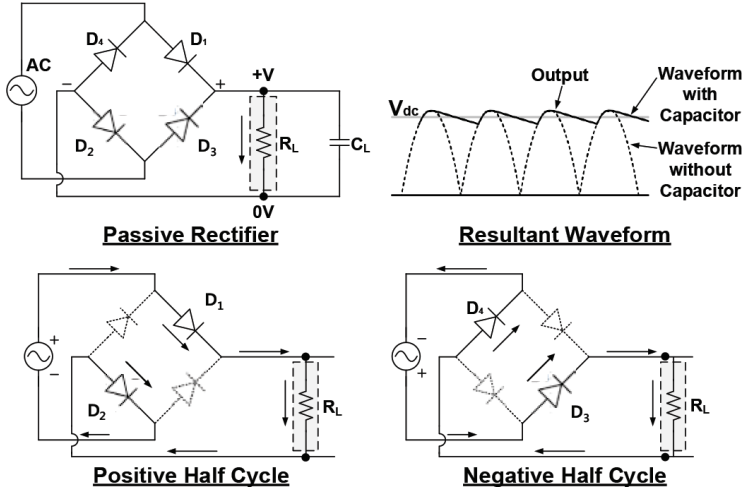 D4
D1
AC
−
+
+V
D2
D3
RL
CL
0V
Passive Rectifier
Output
Waveform
with
Capacitor
Vdc
Waveform
without
Capacitor
Resultant Waveform
D1
+
−
D2
RL
Positive Half Cycle
D4
−
+
D3
RL
Negative Half Cycle